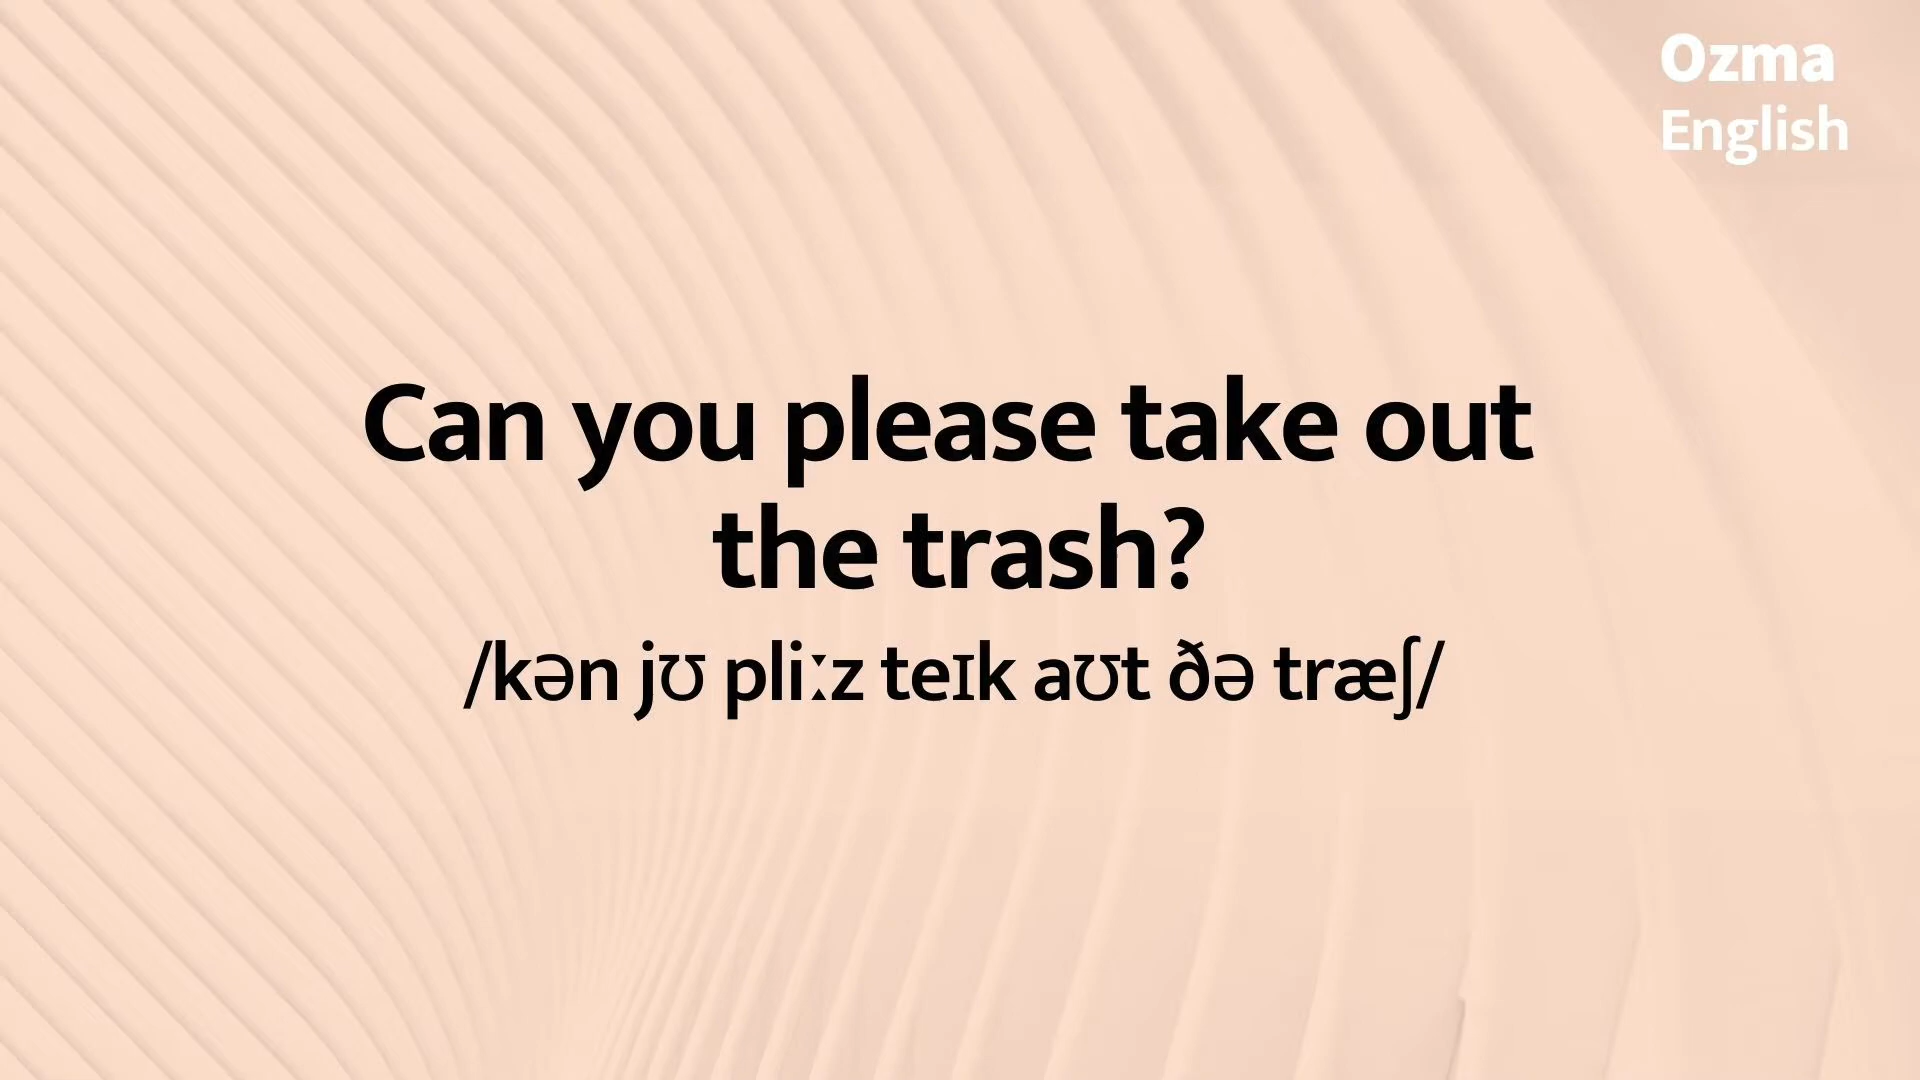 Ozma
English
Can you please take out
the trash?
/kən jʊ pliːz teɪk aʊt ðə træʃ/